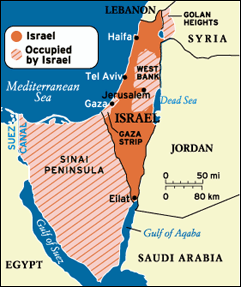 LEBANON
GOLAN
HEIGHTS
Israel
Occupied
by Israel
Haifa
SYRIA
WEST
BANK
Mediterranean
Sea
Tel Aviv
Jerusalem
Dead Sea
Gaza
ISRAEL
SUEZ
CANAL
GAZA
STRIP
JORDAN
SINAI
PENINSULA
0 50 mi
0 80 km
Eilat
Gulf of Suez
Gulf of Aqaba
EGYPT
SAUDI ARABIA